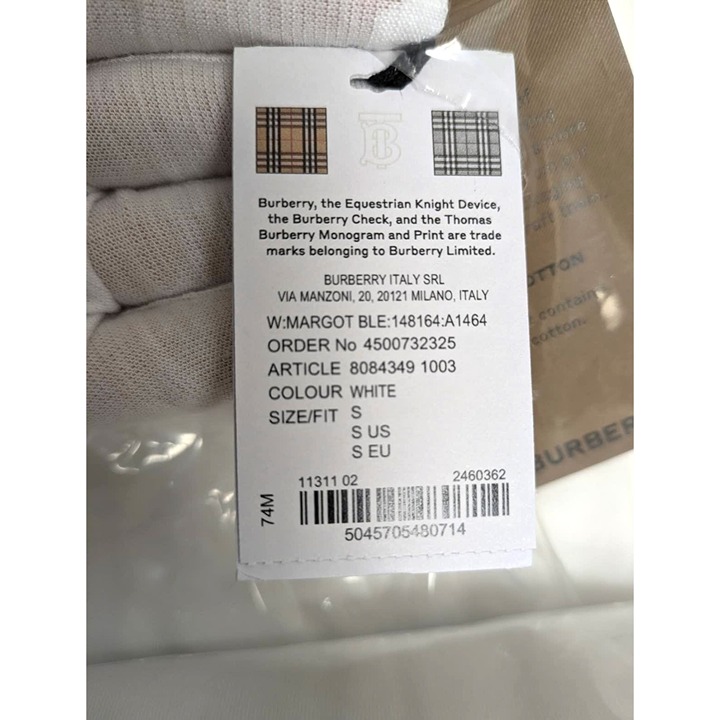 Burberry, the Equestrian Knight Device,
the Burberry Check, and the Thomas
Burberry Monogram and Print are trade
marks belonging to Burberry Limited.
BURBERRY ITALY SRL
VIA MANZONI, 20, 20121 MILANO, ITALY
W:MARGOT BLE:148164:A1464
ORDER No 4500732325
ARTICLE 8084349 1003
COLOUR WHITE
SIZE/FIT S
S US
S EU
74M
11311 02 2460362
5045705480714
contain
cotton.